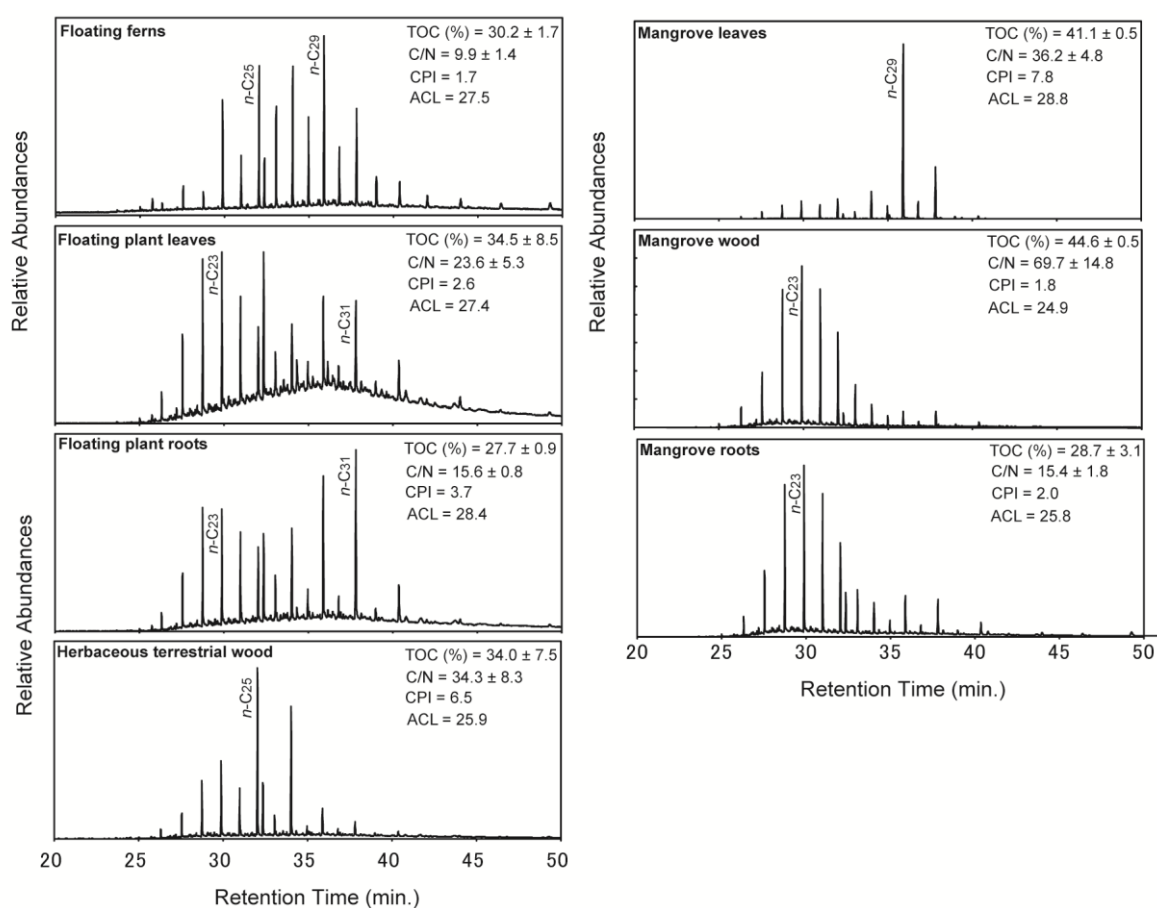 Floating ferns
TOC (%) = 30.2 ± 1.7
C/N = 9.9 ± 1.4
CPI = 1.7
ACL = 27.5
n-C25
n-C29
Relative Abundances
Floating plant leaves
TOC (%) = 34.5 ± 8.5
C/N = 23.6 ± 5.3
CPI = 2.6
ACL = 27.4
n-C23
n-C31
Floating plant roots
TOC (%) = 27.7 ± 0.9
C/N = 15.6 ± 0.8
CPI = 3.7
ACL = 28.4
n-C23
n-C31
Relative Abundances
Herbaceous terrestrial wood
TOC (%) = 34.0 ± 7.5
C/N = 34.3 ± 8.3
CPI = 6.5
ACL = 25.9
n-C25
20 25 30 35 40 45 50
Retention Time (min.)
Mangrove leaves
TOC (%) = 41.1 ± 0.5
C/N = 36.2 ± 4.8
CPI = 7.8
ACL = 28.8
n-C29
Relative Abundances
Mangrove wood
TOC (%) = 44.6 ± 0.5
C/N = 69.7 ± 14.8
CPI = 1.8
ACL = 24.9
n-C23
Mangrove roots
TOC (%) = 28.7 ± 3.1
C/N = 15.4 ± 1.8
CPI = 2.0
ACL = 25.8
n-C23
20 25 30 35 40 45 50
Retention Time (min.)